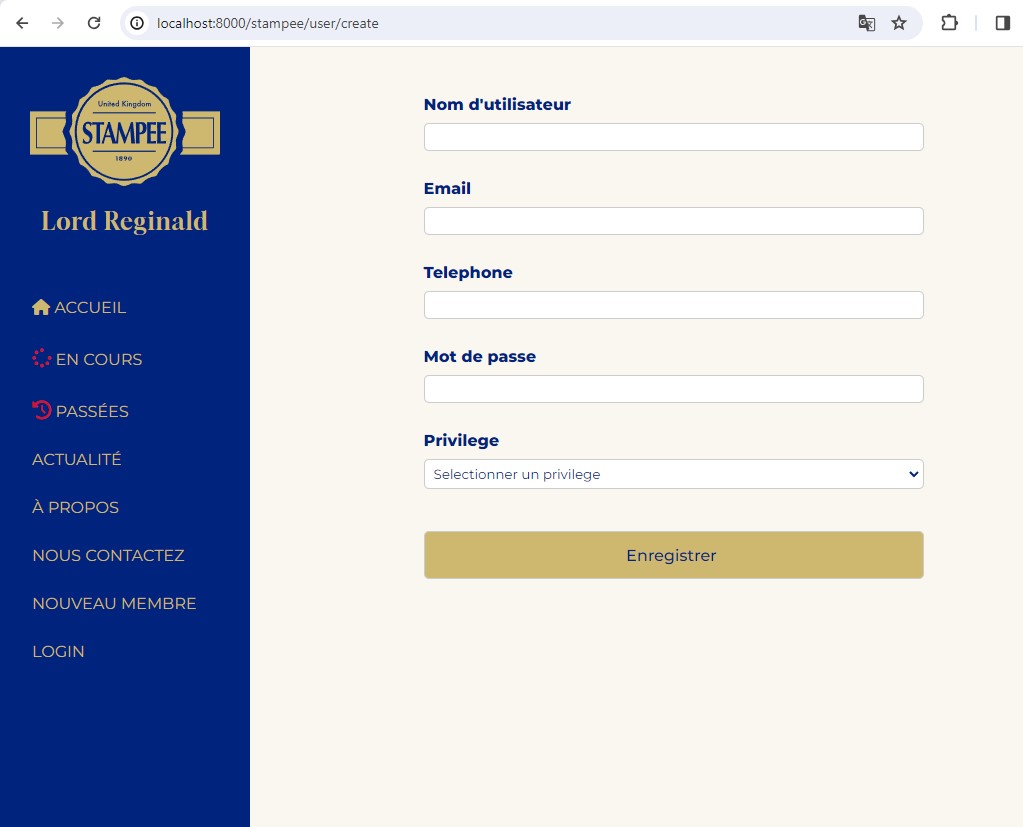 localhost:8000/stampee/user/create
United Kingdom
STAMPEE
1890
Lord Reginald
ACCUEIL
EN COURS
PASSÉES
ACTUALITÉ
À PROPOS
NOUS CONTACTEZ
NOUVEAU MEMBRE
LOGIN
Nom d'utilisateur
Email
Telephone
Mot de passe
Privilege
Selectionner un privilege
Enregistrer